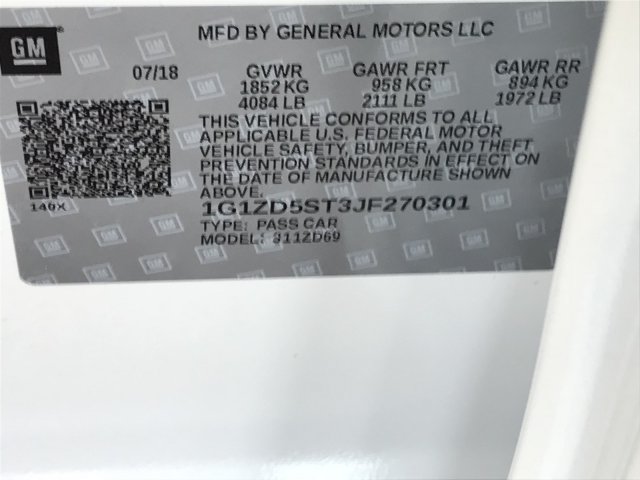 GM
MFD BY GENERAL MOTORS LLC
07/18 GVWR GAWR FRT GAWR RR
1852 KG 958 KG 894 KG
4084 LB 2111 LB 1972 LB
THIS VEHICLE CONFORMS TO ALL
APPLICABLE U.S. FEDERAL MOTOR
VEHICLE SAFETY, BUMPER, AND THEFT
PREVENTION STANDARDS IN EFFECT ON
THE DATE OF MANUFACTURE SHOWN
ABOVE.
140X
1G1ZD5ST3JF270301
TYPE: PASS CAR
MODEL: 311ZD69